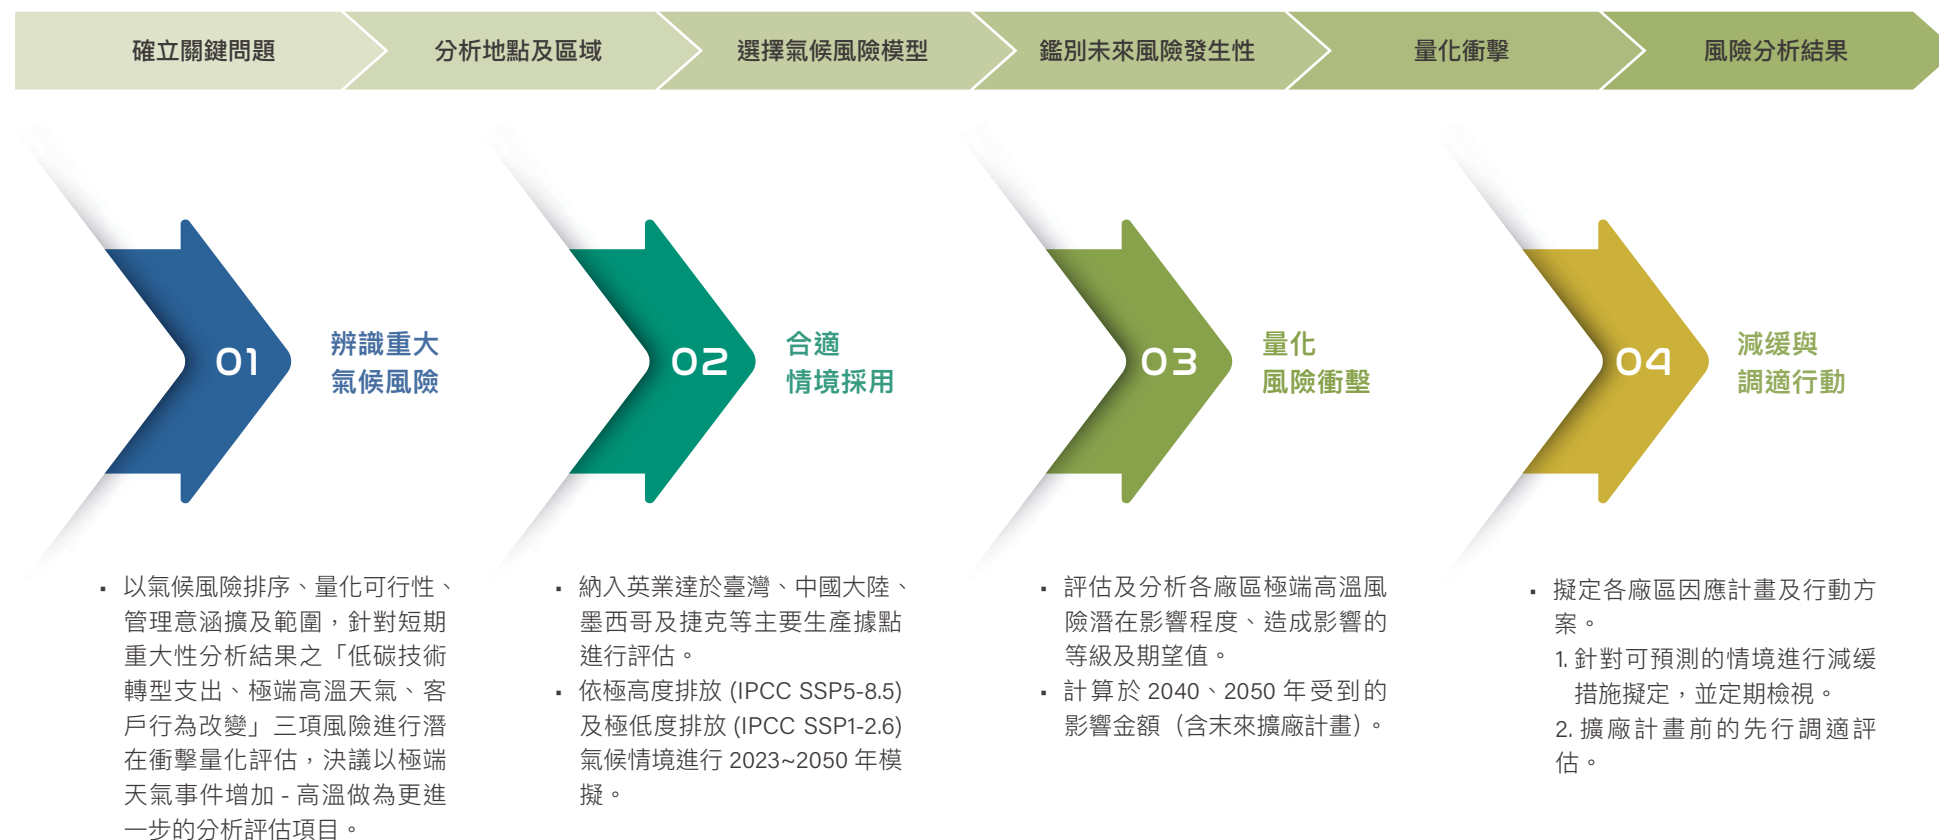 確立關鍵問題
分析地點及區域
選擇氣候風險模型
鑑別未來風險發生性
量化衝擊
風險分析結果
01
辨識重大
氣候風險
▪ 以氣候風險排序、量化可行性、
管理意涵擴及範圍，針對短期
重大性分析結果之「低碳技術
轉型支出、極端高溫天氣、客
戶行為改變」三項風險進行潛
在衝擊量化評估，決議以極端
天氣事件增加 - 高溫做為更進
一步的分析評估項目。
02
合適
情境採用
▪ 納入英業達於臺灣、中國大陸、
墨西哥及捷克等主要生產據點
進行評估。
▪ 依極高度排放 (IPCC SSP5-8.5)
及極低度排放 (IPCC SSP1-2.6)
氣候情境進行 2023~2050 年模
擬。
03
量化
風險衝擊
▪ 評估及分析各廠區極端高溫風
險潛在影響程度、造成影響的
等級及期望值。
▪ 計算於 2040、2050 年受到的
影響金額（含末來擴廠計畫）。
04
減缓與
調適行動
▪ 擬定各廠區因應計畫及行動方
案。
1. 針對可預測的情境進行減緩
措施擬定，並定期檢視。
2. 擴廠計畫前的先行調適評
估。